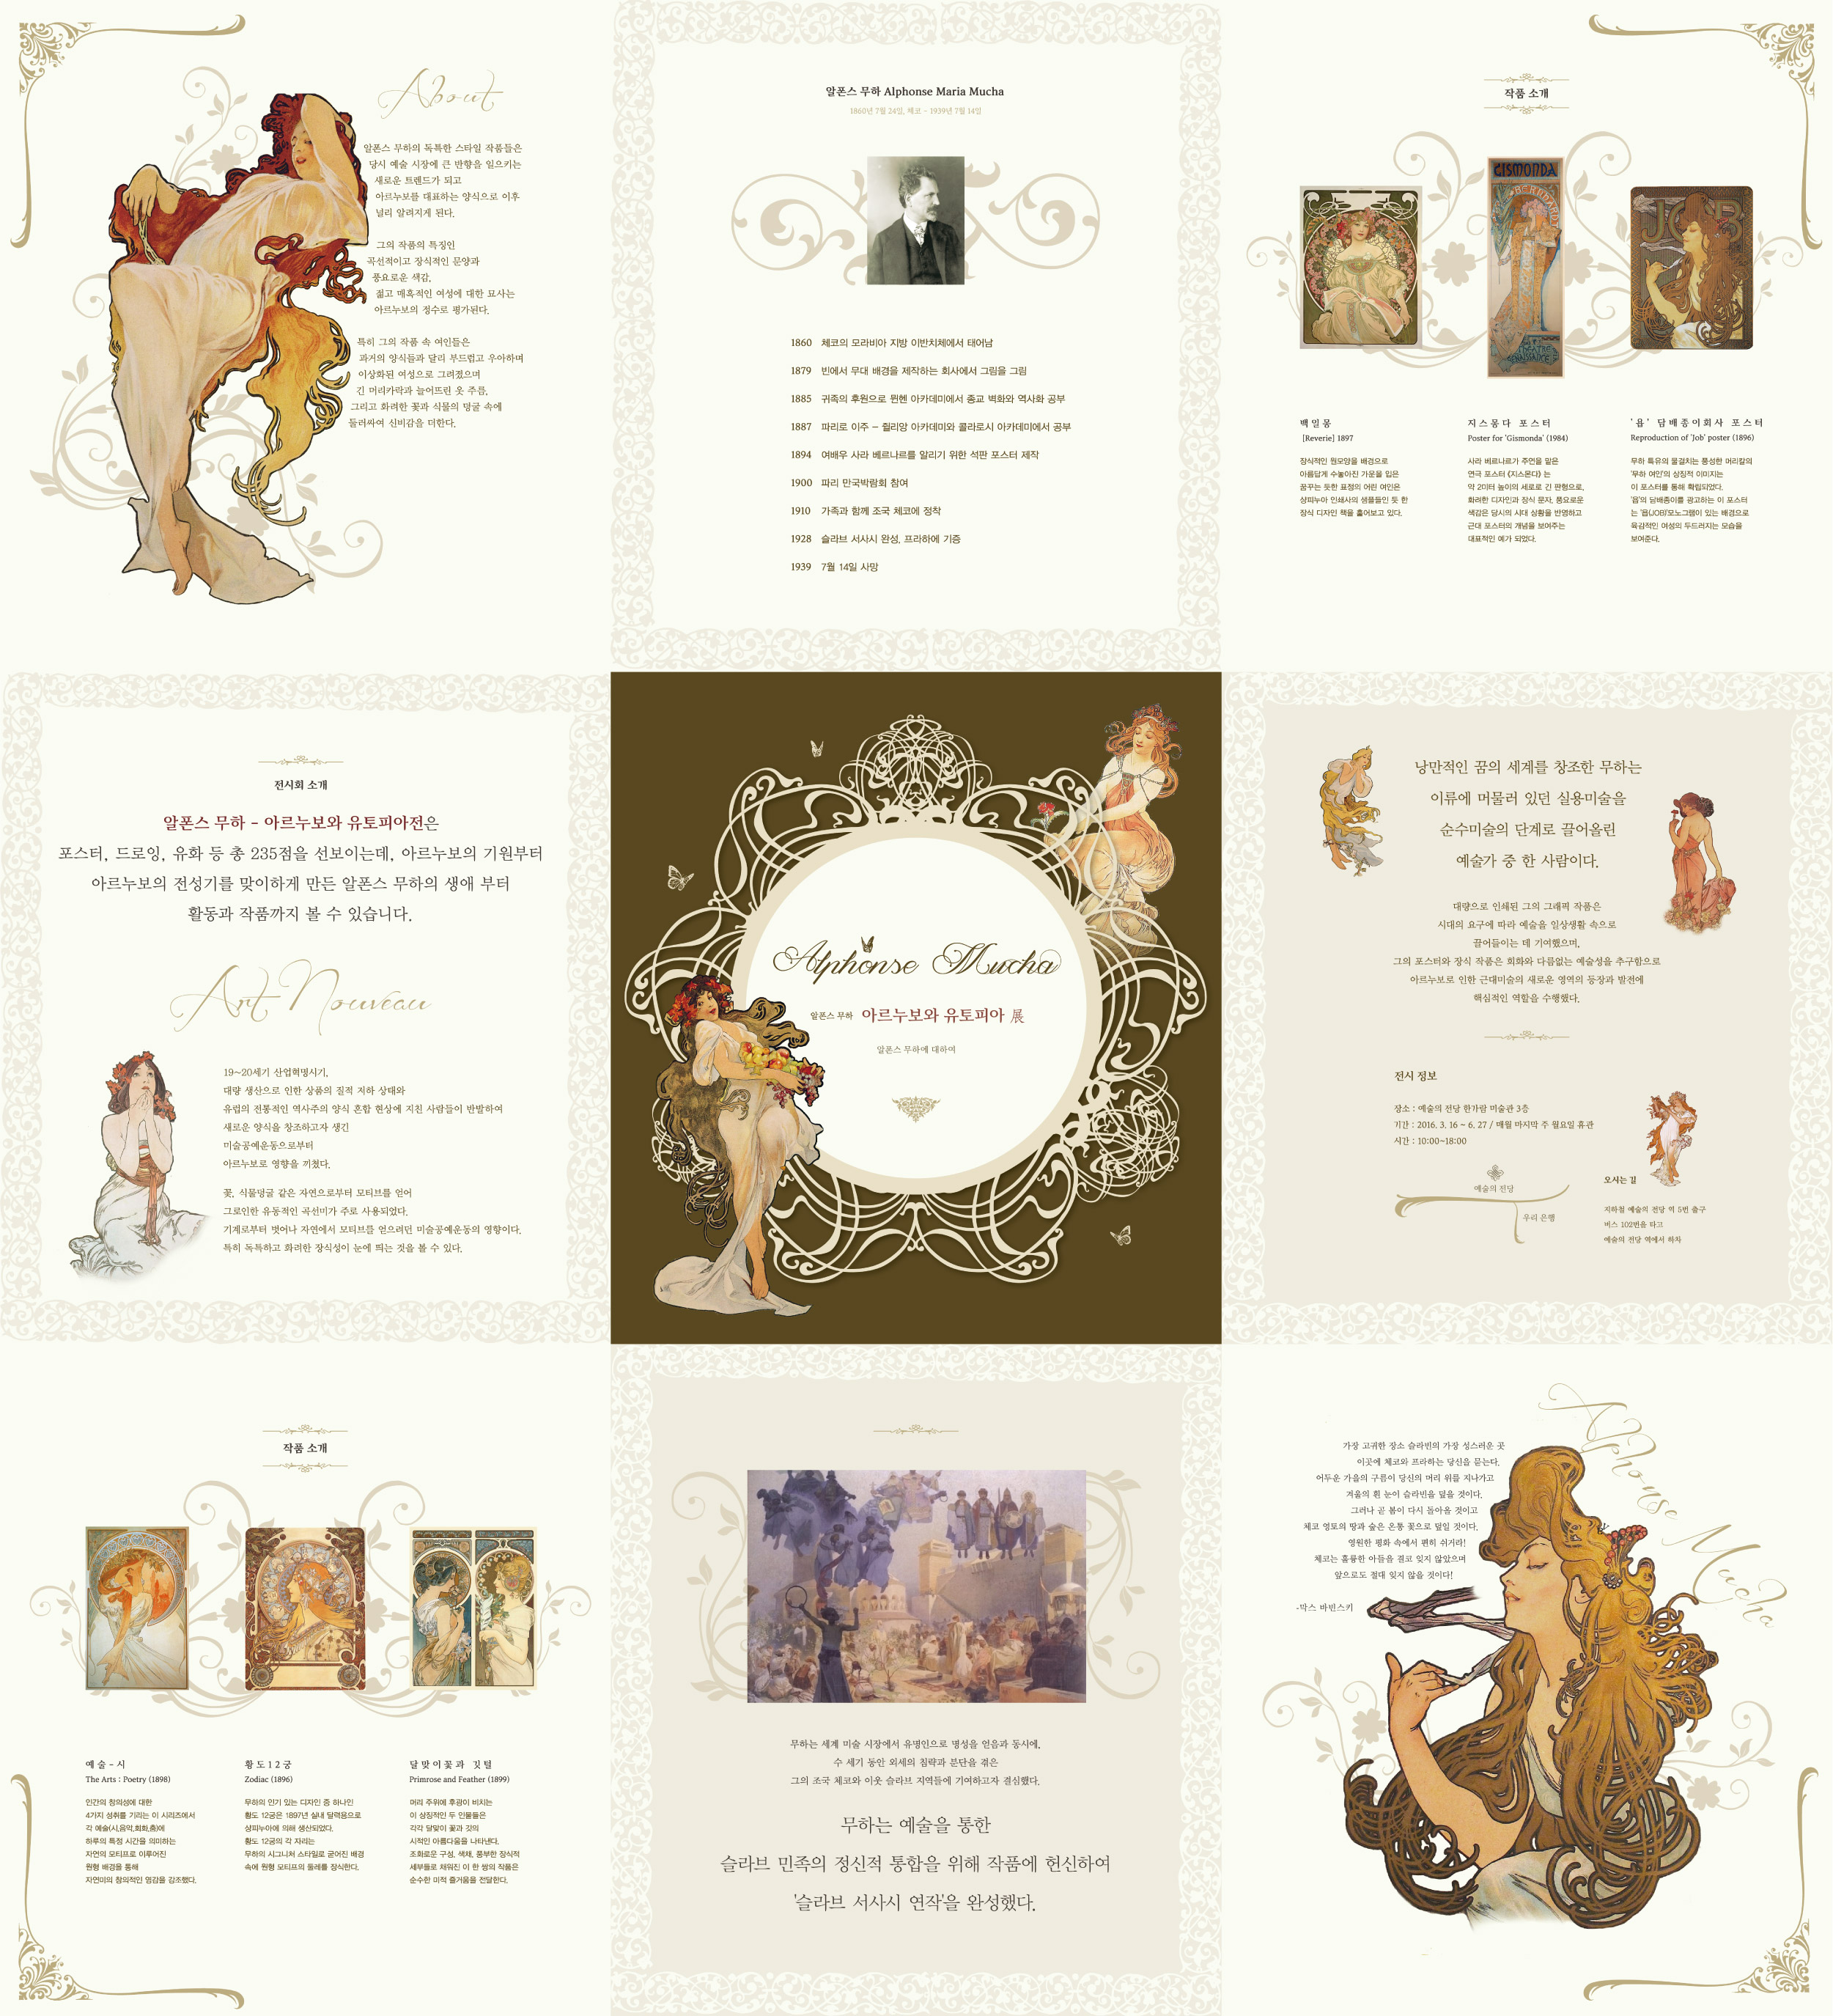 About
알폰스 무하의 독특한 스타일 작품들은
당시 예술 시장에 큰 반향을 일으키는
새로운 트렌드가 되고
아르누보를 대표하는 양식으로 이후
널리 알려지게 된다.
그의 작품의 특징인
곡선적이고 장식적인 문양과
풍요로운 색감,
젊고 매혹적인 여성에 대한 묘사는
아르누보의 정수로 평가된다.
특히 그의 작품 속 여인들은
과거의 양식들과 달리 부드럽고 우아하며
이상화된 여성으로 그려졌으며
긴 머리카락과 늘어뜨린 옷 주름,
그리고 화려한 꽃과 식물의 덩굴 속에
둘러싸여 신비감을 더한다.
알폰스 무하 Alphonse Maria Mucha
1860년 7월 24일, 체코 - 1939년 7월 14일
1860 체코의 모라비아 지방 이반치체에서 태어남
1879 빈에서 무대 배경을 제작하는 회사에서 그림을 그림
1885 귀족의 후원으로 뮌헨 아카데미에서 종교 벽화와 역사화 공부
1887 파리로 이주 – 줠리앙 아카데미와 콜라로시 아카데미에서 공부
1894 여배우 사라 베르나르를 알리기 위한 석판 포스터 제작
1900 파리 만국박람회 참여
1910 가족과 함께 조국 체코에 정착
1928 슬라브 서사시 완성, 프라하에 기증
1939 7월 14일 사망
작품 소개
GISMONDA
JOB
백일몽
[Reverie] 1897
장식적인 원모양을 배경으로
아름답게 수놓아진 가운을 입은
꿈꾸는 듯한 표정의 어린 여인은
샹피누아 인쇄사의 샘플들인 듯 한
장식 디자인 책을 훑어보고 있다.
지스몽다 포스터
Poster for 'Gismonda' (1984)
사라 베르나르가 주연을 맡은
연극 포스터 《지스몬다》 는
약 2미터 높이의 세로로 긴 판형으로,
화려한 디자인과 장식 문자, 풍요로운
색감은 당시의 시대 상황을 반영하고
근대 포스터의 개념을 보여주는
대표적인 예가 되었다.
'욥' 담배종이회사 포스터
Reproduction of 'Job' poster (1896)
무하 특유의 물결치는 풍성한 머리칼의
'무하 여인'의 상징적 이미지는
이 포스터를 통해 확립되었다.
'욥'의 담배종이를 광고하는 이 포스터
는 '욥(JOB)'모노그램이 있는 배경으로
육감적인 여성의 두드러지는 모습을
보여준다.
전시회 소개
알폰스 무하 - 아르누보와 유토피아전은
포스터, 드로잉, 유화 등 총 235점을 선보이는데, 아르누보의 기원부터
아르누보의 전성기를 맞이하게 만든 알폰스 무하의 생애 부터
활동과 작품까지 볼 수 있습니다.
Art Nouveau
19~20세기 산업혁명시기,
대량 생산으로 인한 상품의 질적 저하 상태와
유럽의 전통적인 역사주의 양식 혼합 현상에 지친 사람들이 반발하여
새로운 양식을 창조하고자 생긴
미술공예운동으로부터
아르누보로 영향을 끼쳤다.
꽃, 식물덩굴 같은 자연으로부터 모티브를 얻어
그로인한 유동적인 곡선미가 주로 사용되었다.
기계로부터 벗어나 자연에서 모티브를 얻으려던 미술공예운동의 영향이다.
특히 독특하고 화려한 장식성이 눈에 띄는 것을 볼 수 있다.
Alphonse Mucha
알폰스 무하 아르누보와 유토피아 展
알폰스 무하에 대하여
낭만적인 꿈의 세계를 창조한 무하는
이류에 머물러 있던 실용미술을
순수미술의 단계로 끌어올린
예술가 중 한 사람이다.
대량으로 인쇄된 그의 그래픽 작품은
시대의 요구에 따라 예술을 일상생활 속으로
끌어들이는 데 기여했으며,
그의 포스터와 장식 작품은 회화와 다름없는 예술성을 추구함으로
아르누보로 인한 근대미술의 새로운 영역의 등장과 발전에
핵심적인 역할을 수행했다.
전시 정보
장소 : 예술의 전당 한가람 미술관 3층
기간 : 2016. 3. 16 ~ 6. 27 / 매월 마지막 주 월요일 휴관
시간 : 10:00~18:00
예술의 전당
우리 은행
오시는 길
지하철 예술의 전당 역 5번 출구
버스 102번을 타고
예술의 전당 역에서 하차
작품 소개
예술-시
The Arts : Poetry (1898)
인간의 창의성에 대한
4가지 성취를 기리는 이 시리즈에서
각 예술(시,음악,회화,춤)에
하루의 특정 시간을 의미하는
자연의 모티프로 이루어진
원형 배경을 통해
자연미의 창의적인 영감을 강조했다.
황도12궁
Zodiac (1896)
무하의 인기 있는 디자인 중 하나인
황도 12궁은 1897년 실내 달력용으로
샹피누아에 의해 생산되었다.
황도 12궁의 각 자리는
무하의 시그니처 스타일로 굳어진 배경
속에 원형 모티프의 둘레를 장식한다.
달맞이꽃과 깃털
Primrose and Feather (1899)
머리 주위에 후광이 비치는
이 상징적인 두 인물들은
각각 달맞이 꽃과 깃의
시적인 아름다움을 나타낸다.
조화로운 구성, 색채, 풍부한 장식적
세부들로 채워진 이 한 쌍의 작품은
순수한 미적 즐거움을 전달한다.
무하는 세계 미술 시장에서 유명인으로 명성을 얻음과 동시에,
수 세기 동안 외세의 침략과 분단을 겪은
그의 조국 체코와 이웃 슬라브 지역들에 기여하고자 결심했다.
무하는 예술을 통한
슬라브 민족의 정신적 통합을 위해 작품에 헌신하여
'슬라브 서사시 연작'을 완성했다.
Alphonse Mucha
가장 고귀한 장소 슬라빈의 가장 성스러운 곳
이곳에 체코와 프라하는 당신을 묻는다.
어두운 가을의 구름이 당신의 머리 위를 지나가고
겨울의 흰 눈이 슬라빈을 덮을 것이다.
그러나 곧 봄이 다시 돌아올 것이고
체코 영토의 땅과 숲은 온통 꽃으로 덮일 것이다.
영원한 평화 속에서 편히 쉬거라!
체코는 훌륭한 아들을 결코 잊지 않았으며
앞으로도 절대 잊지 않을 것이다!
-막스 바빈스키